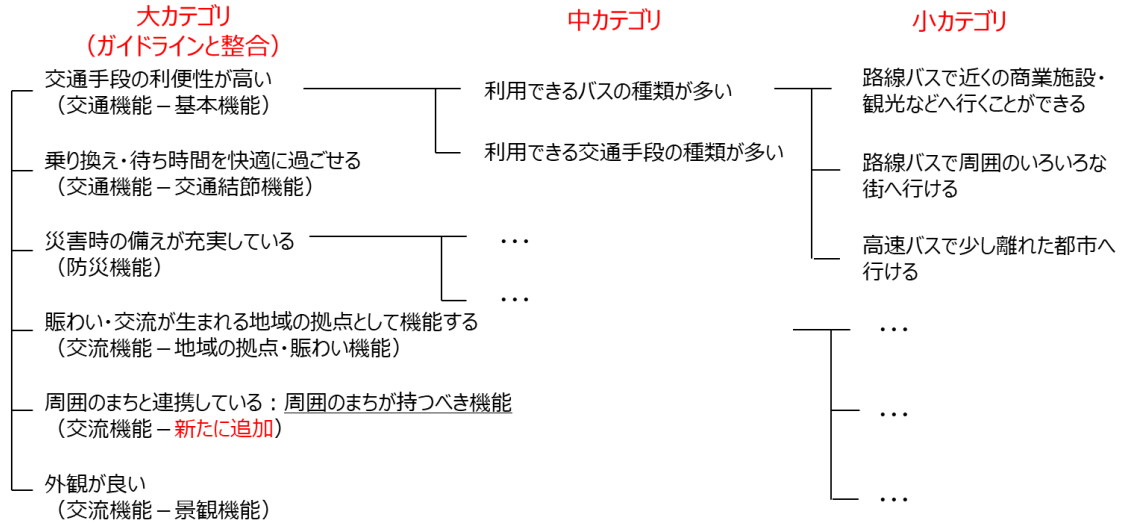 大カテゴリ
（ガイドラインと整合）
中カテゴリ
小カテゴリ
交通手段の利便性が高い
（交通機能－基本機能）
乗り換え・待ち時間を快適に過ごせる
（交通機能－交通結節機能）
災害時の備えが充実している
（防災機能）
賑わい・交流が生まれる地域の拠点として機能する
（交流機能－地域の拠点・賑わい機能）
周囲のまちと連携している：周囲のまちが持つべき機能
（交流機能－新たに追加）
外観が良い
（交流機能－景観機能）
利用できるバスの種類が多い
利用できる交通手段の種類が多い
・・・
・・・
路線バスで近くの商業施設・
観光などへ行くことができる
路線バスで周囲のいろいろな
街へ行ける
高速バスで少し離れた都市へ
行ける
・・・
・・・
・・・